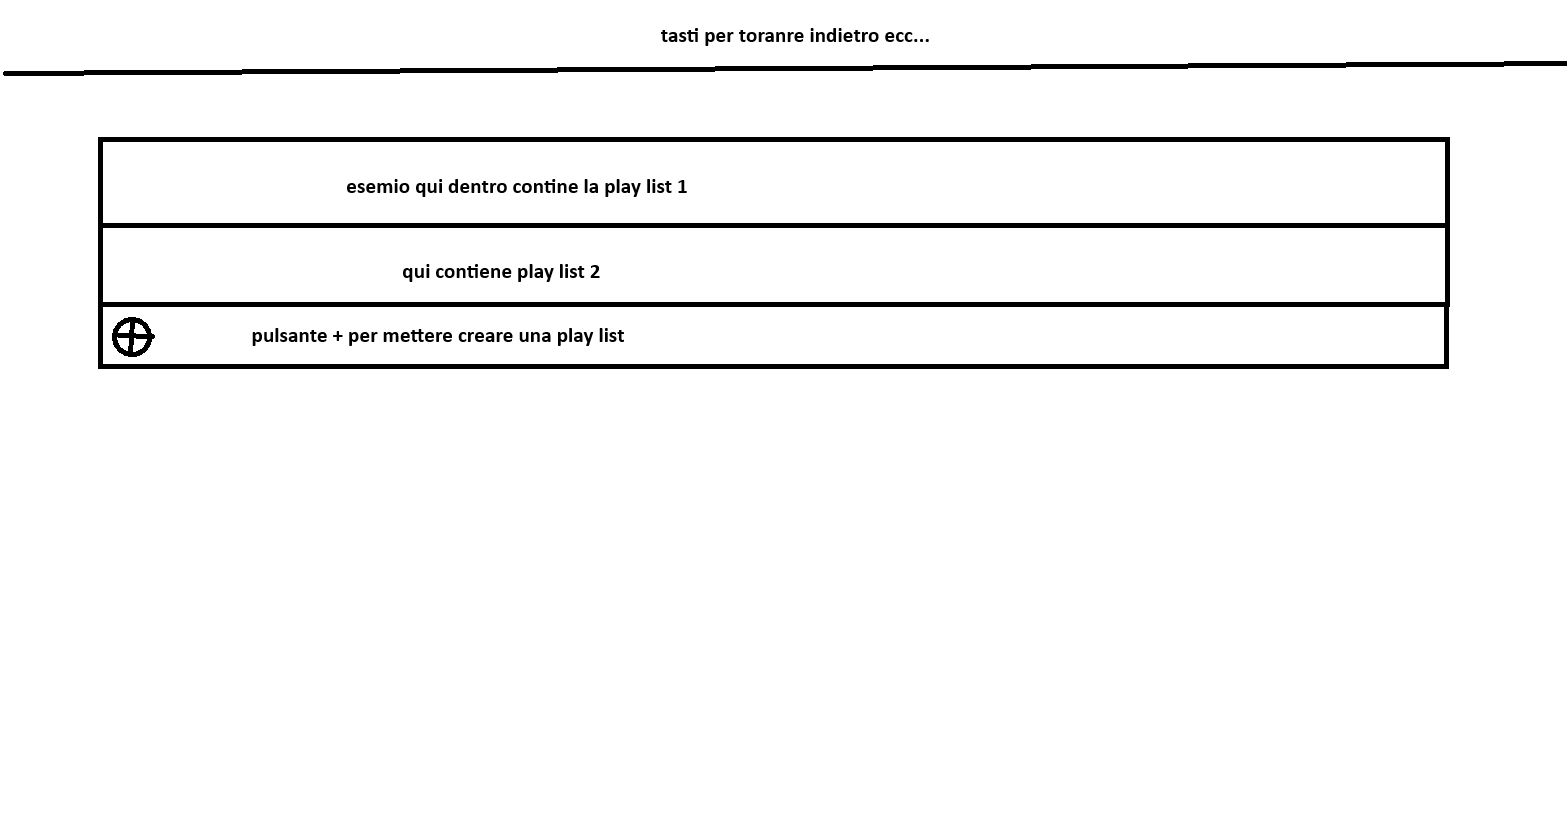 tasti per toranre indietro ecc...
esemio qui dentro contine la play list 1
qui contiene play list 2
pulsante + per mettere creare una play list